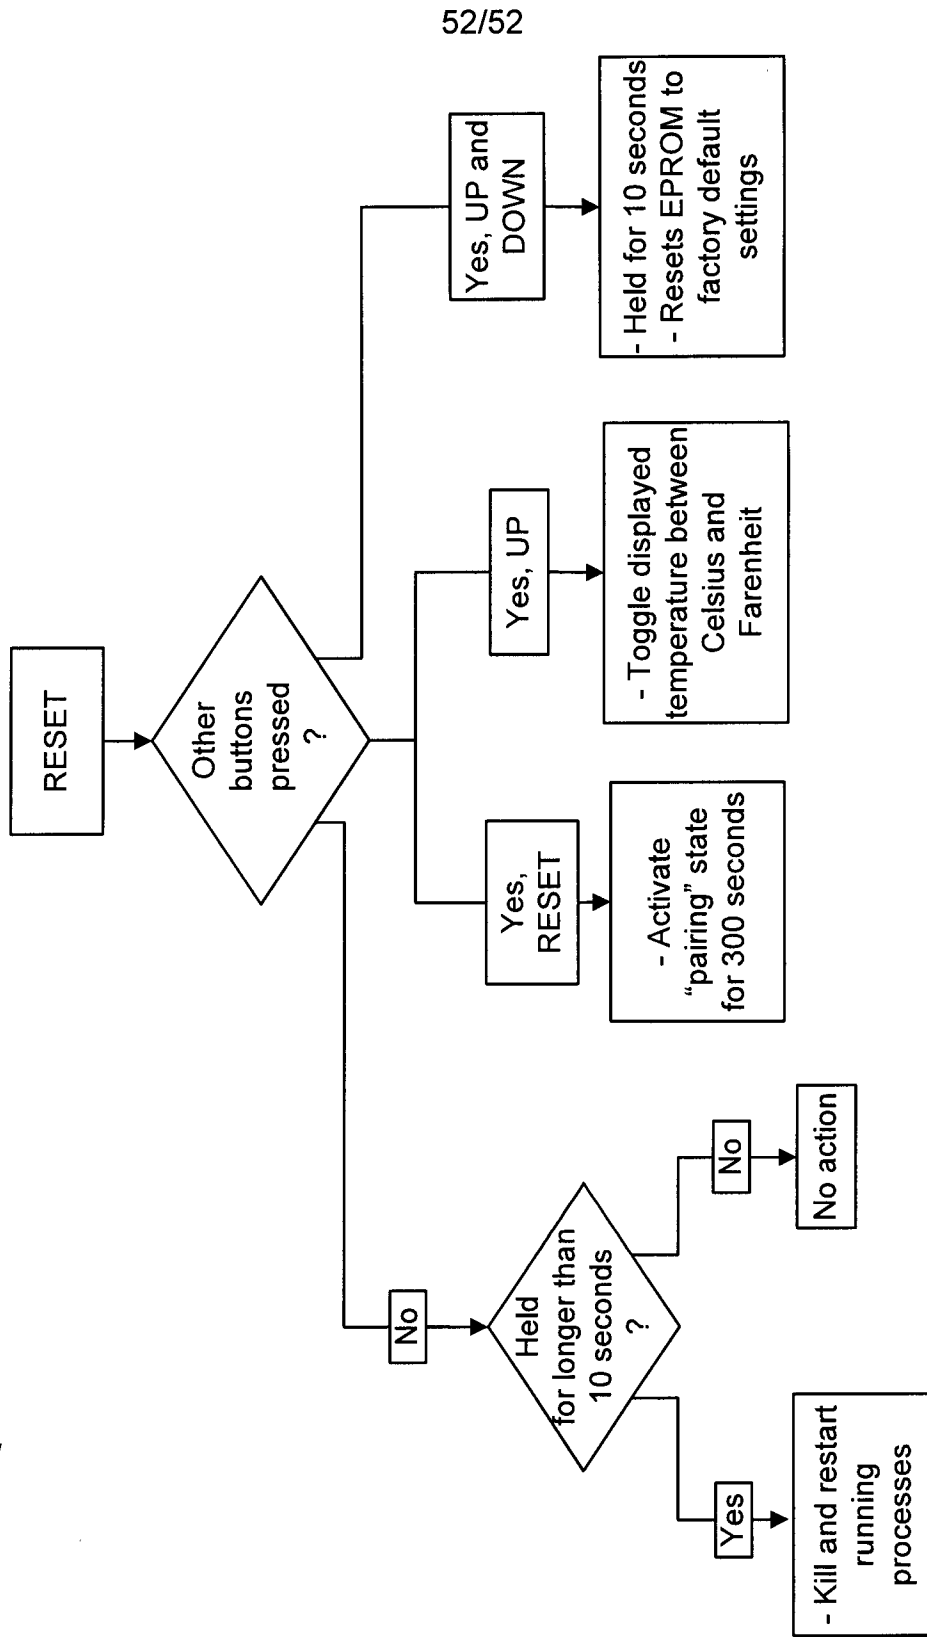 52/52
RESET
Other
buttons
pressed
?
No
Held
for longer than
10 seconds
?
Yes
- Kill and restart
running
processes
No
No action
Yes,
RESET
- Activate
“pairing” state
for 300 seconds
Yes, UP
- Toggle displayed
temperature between
Celsius and
Farenheit
Yes, UP and
DOWN
- Held for 10 seconds
- Resets EPROM to
factory default
settings